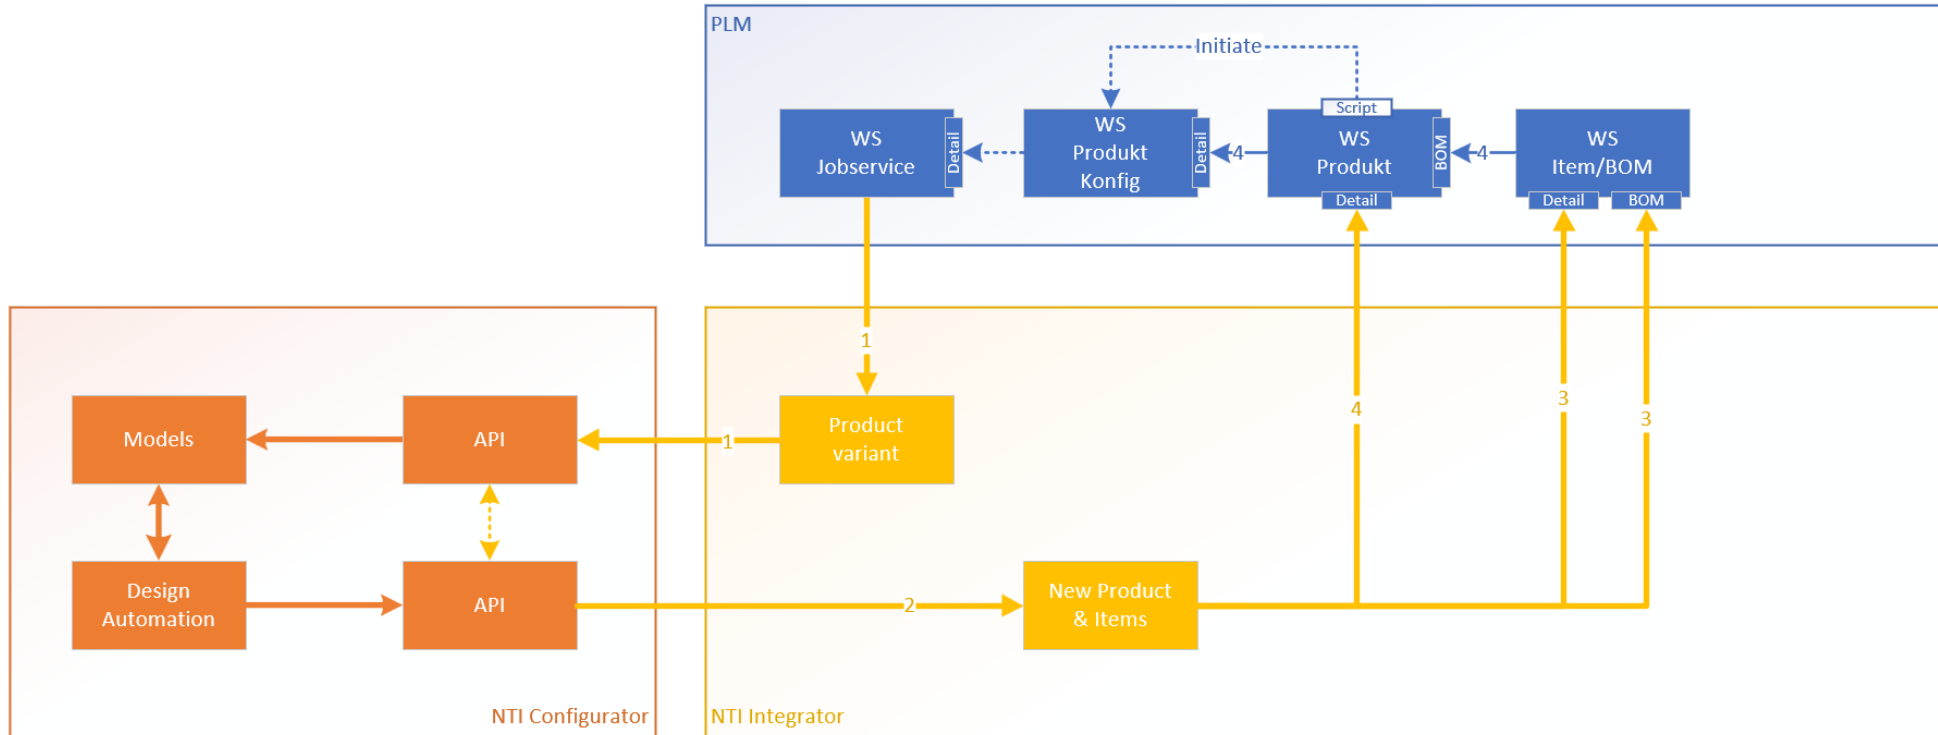 PLM
Initiate
Script
WS
Jobservice
Detail
WS
Produkt
Konfig
Detail
4
WS
Produkt
BOM
Detail
4
WS
Item/BOM
Detail
BOM
1
4
3
3
Models
API
1
Product
variant
Design
Automation
API
2
New Product
& Items
NTI Configurator
NTI Integrator